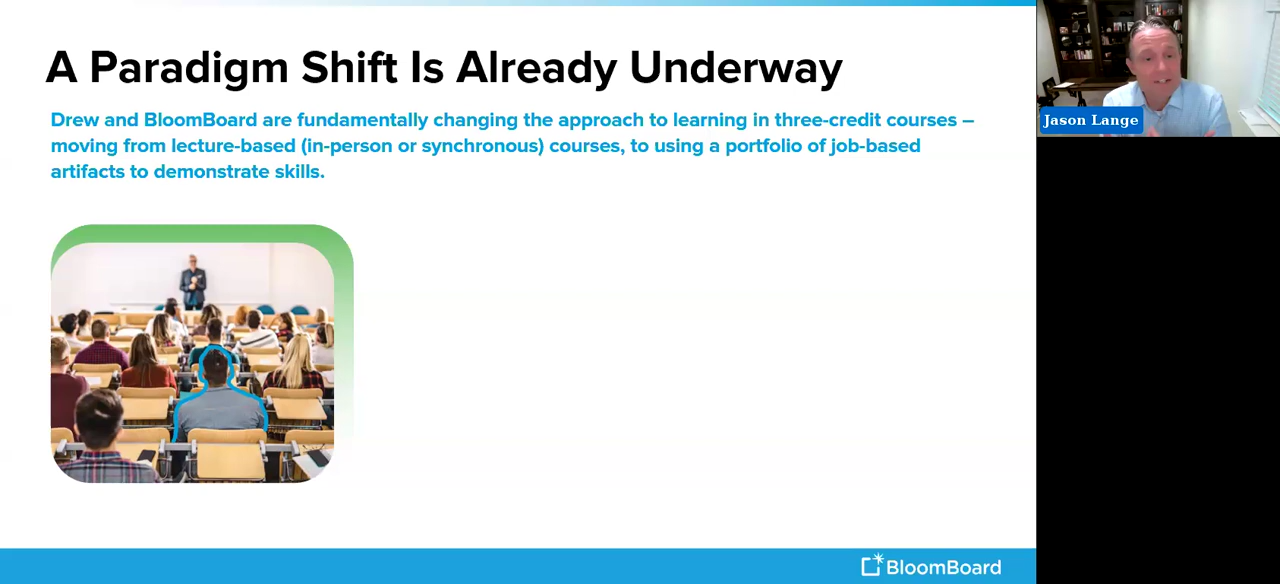 A Paradigm Shift Is Already Underway
Drew and BloomBoard are fundamentally changing the approach to learning in three-credit courses –
moving from lecture-based (in-person or synchronous) courses, to using a portfolio of job-based
artifacts to demonstrate skills.
Jason Lange
BloomBoard